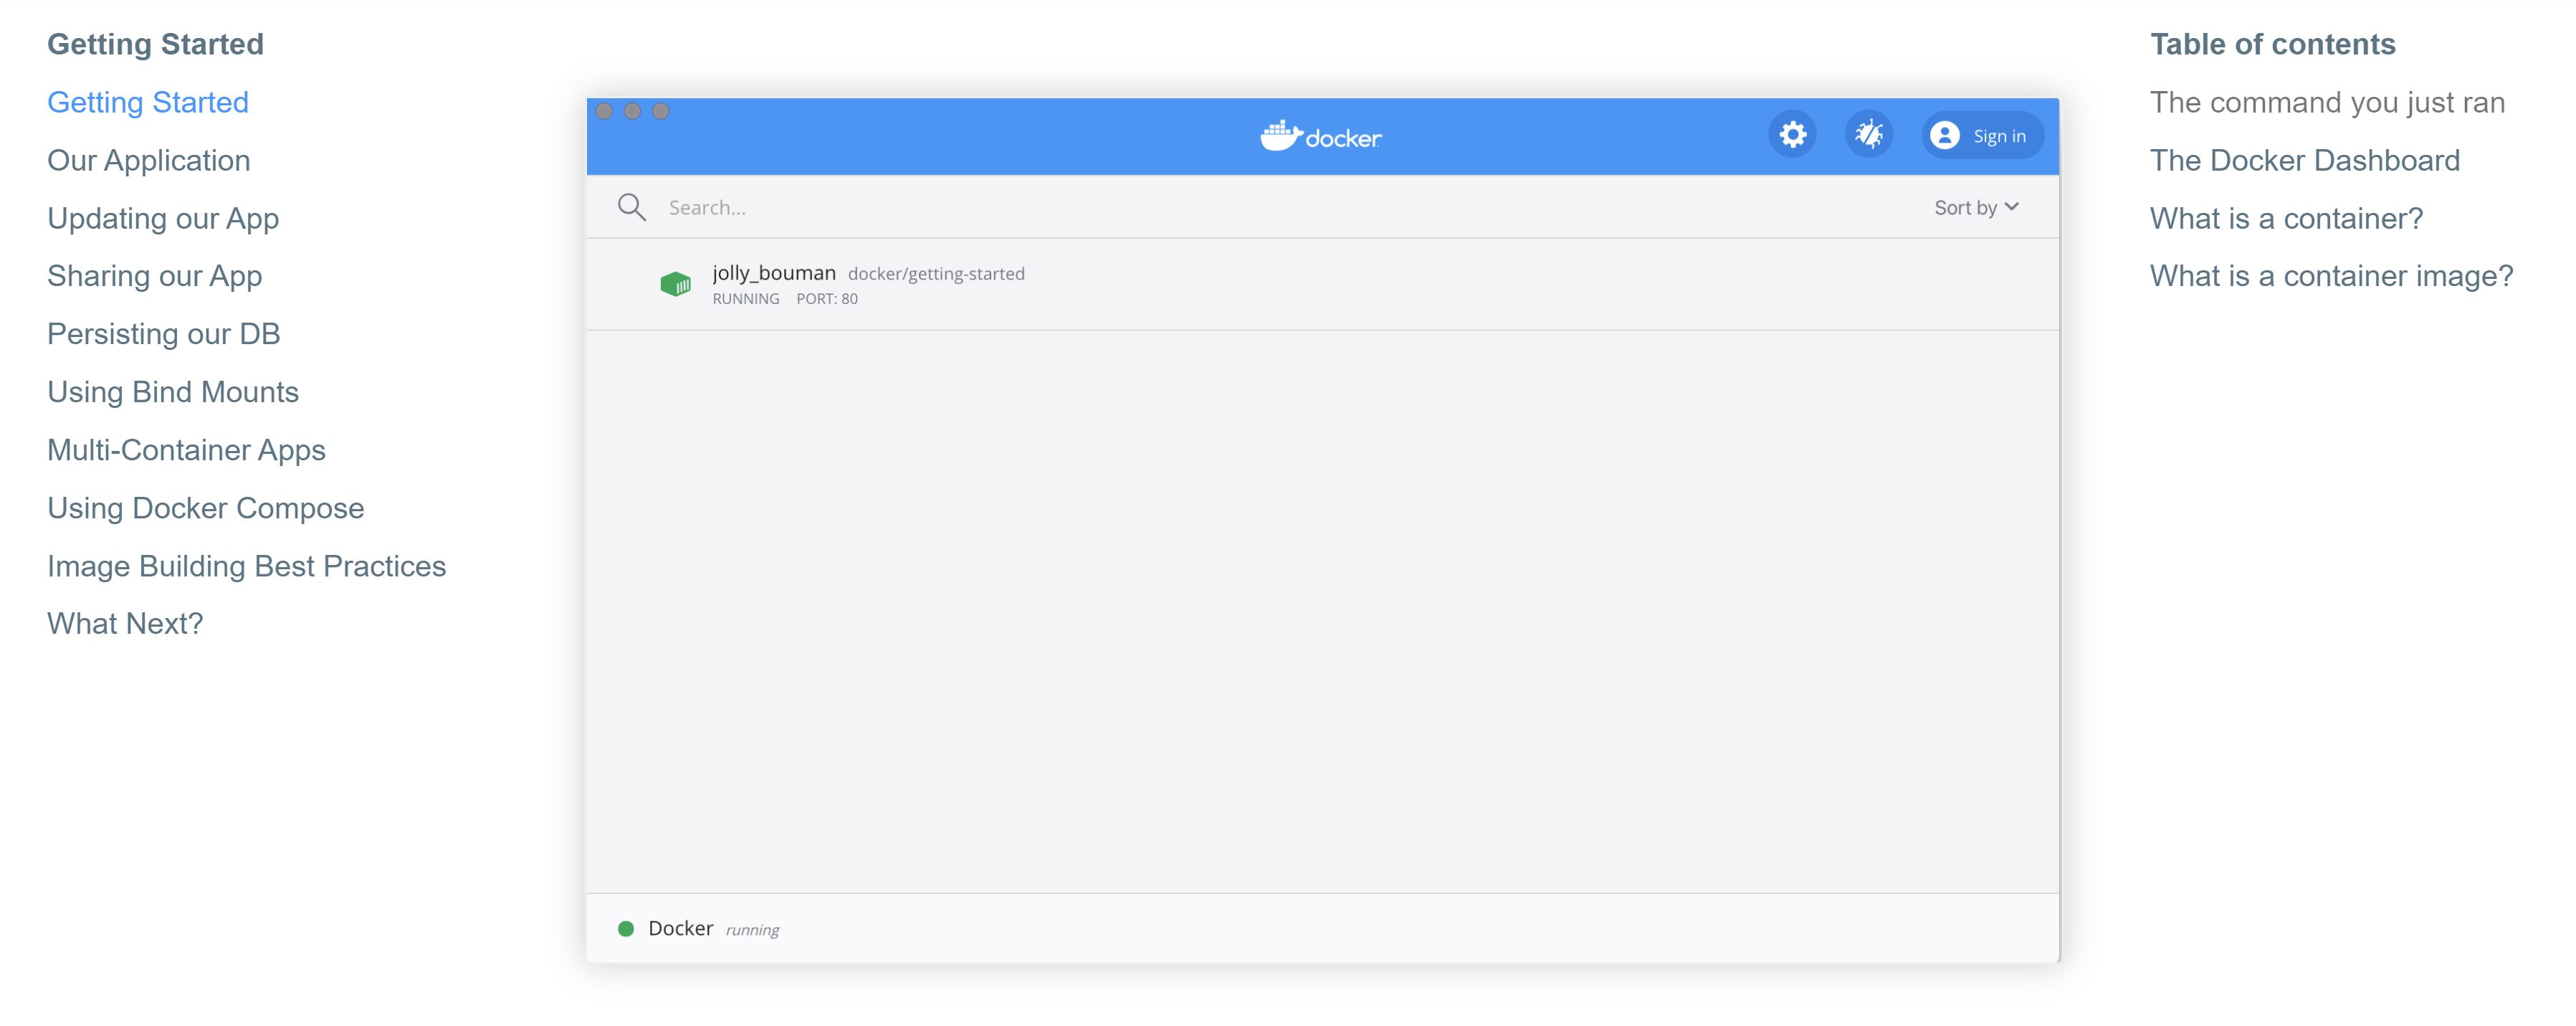 Getting Started
Getting Started
Our Application
Updating our App
Sharing our App
Persisting our DB
Using Bind Mounts
Multi-Container Apps
Using Docker Compose
Image Building Best Practices
What Next?
docker
Sign in
Search...
Sort by
jolly_bouman docker/getting-started
RUNNING PORT: 80
Docker running
Table of contents
The command you just ran
The Docker Dashboard
What is a container?
What is a container image?